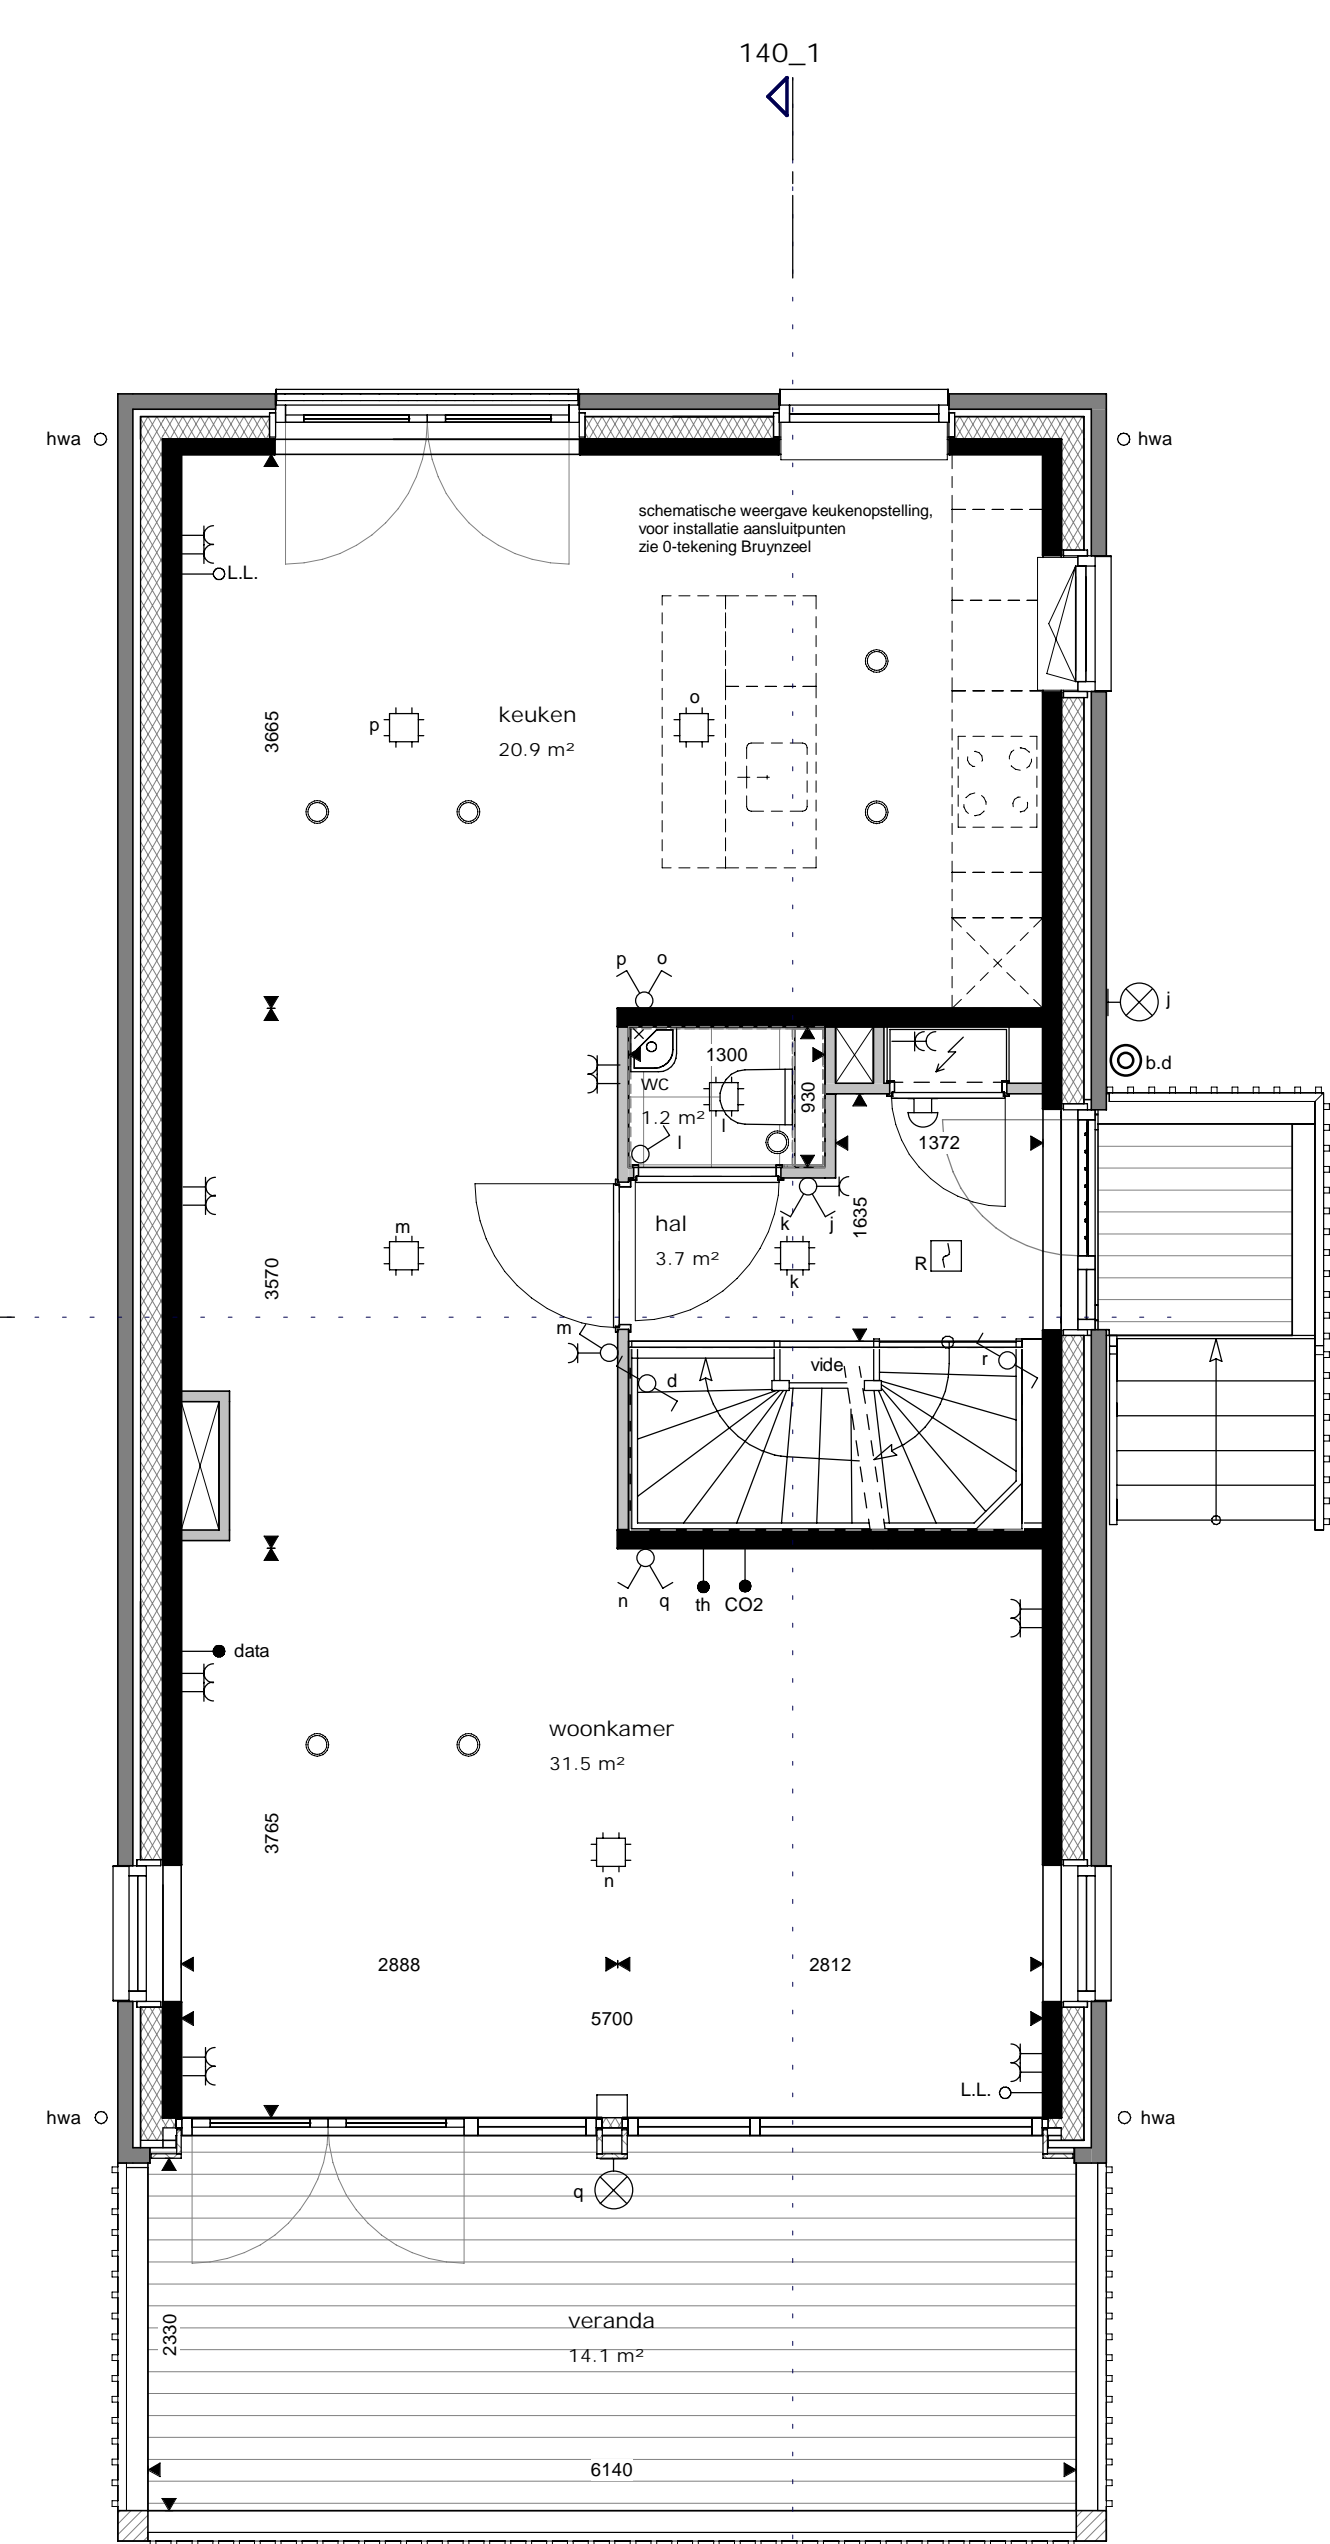 140_1
hwa
hwa
schematische weergave keukenopstelling,
voor installatie aansluitpunten
zie 0-tekening Bruynzeel
L.L.
3665
p
keuken
20.9 m²
o
p
o
j
b.d
1300
wc
1.2 m²
l
l
930
1372
1635
hal
3.7 m²
k
j
k
R
m
3570
m
d
vide
r
n
q
th
CO2
data
woonkamer
31.5 m²
3765
n
2888
2812
5700
L.L.
hwa
hwa
q
veranda
14.1 m²
2330
6140